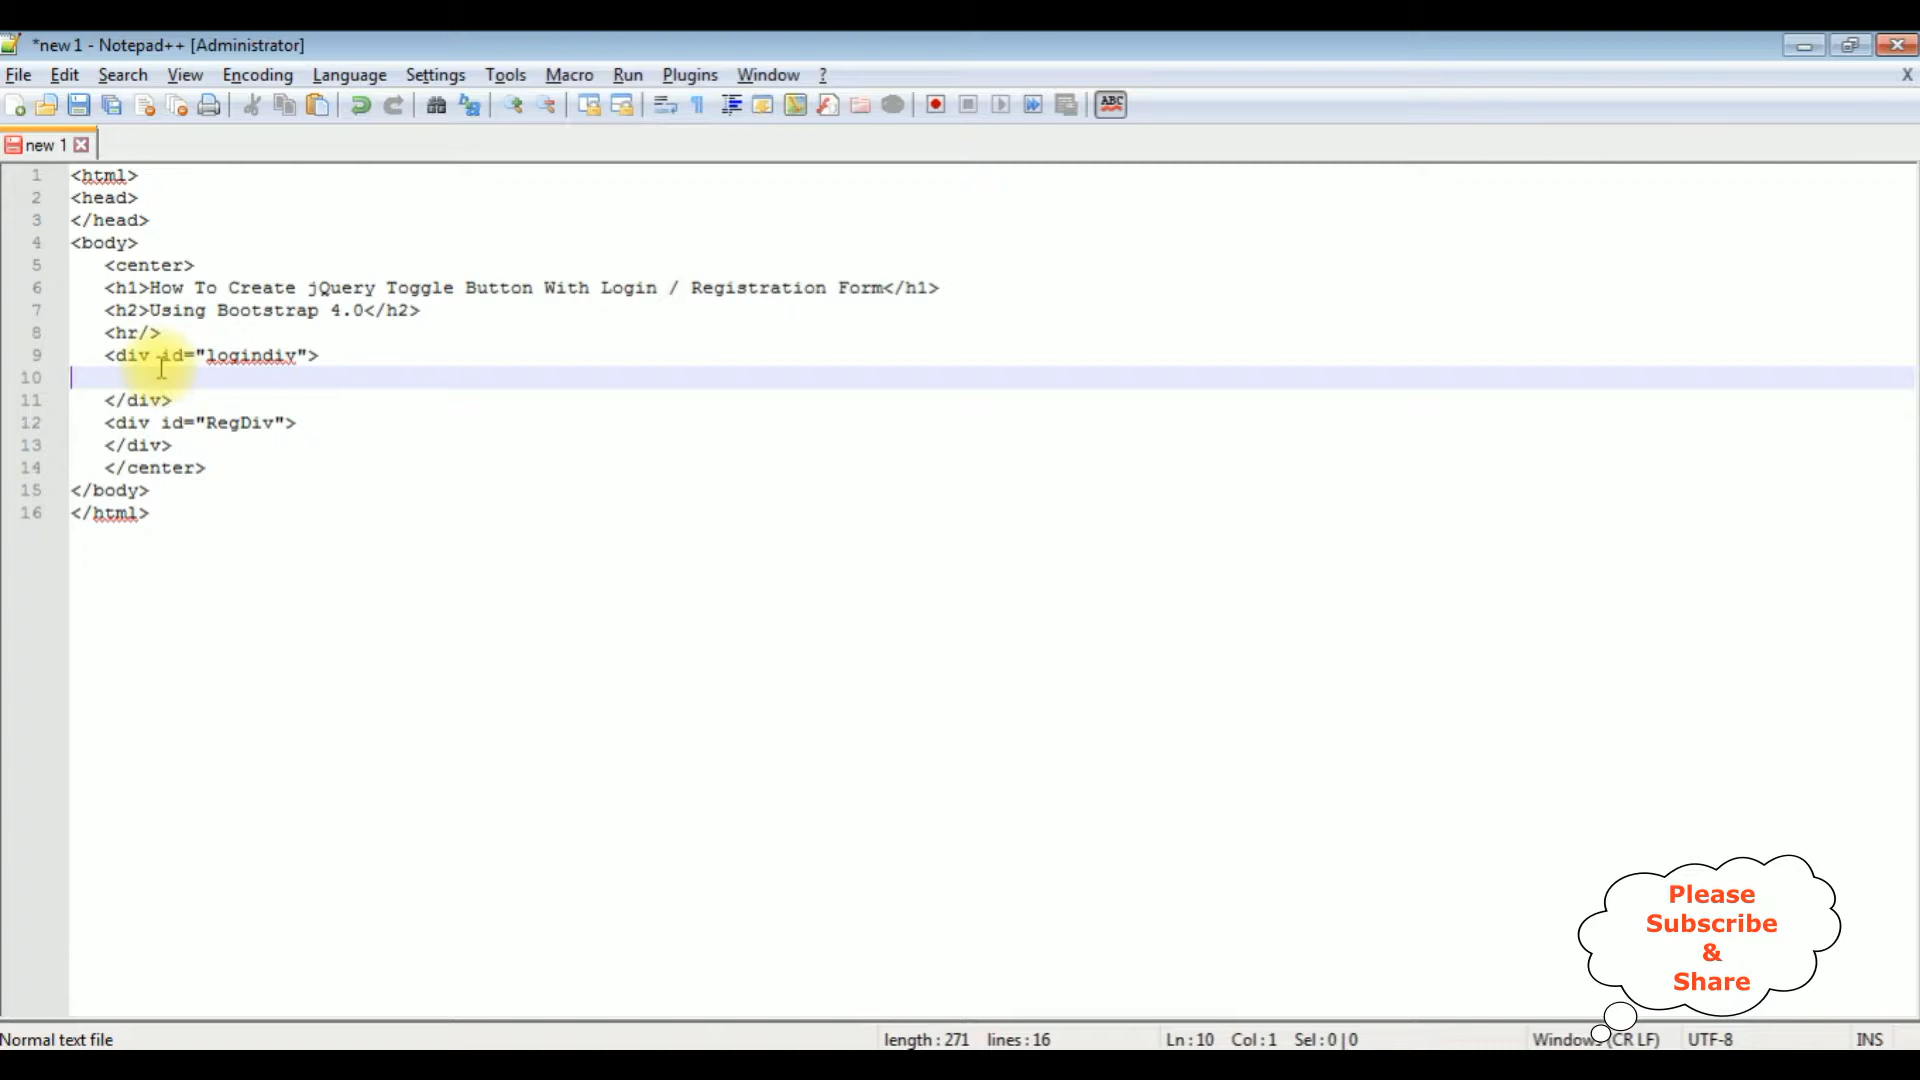 *new 1 - Notepad++ [Administrator]
File Edit Search View Encoding Language Settings Tools Macro Run Plugins Window ? X
ABC
new 1
1 <html>
2 <head>
3 </head>
4 <body>
5 <center>
6 <h1>How To Create jQuery Toggle Button With Login / Registration Form</h1>
7 <h2>Using Bootstrap 4.0</h2>
8 <hr/>
9 <div id="logindiv">
10
11 </div>
12 <div id="RegDiv">
13 </div>
14 </center>
15 </body>
16 </html>
Please
Subscribe
&
Share
Normal text file length : 271 lines : 16 Ln : 10 Col : 1 Sel : 0 | 0 Windows (CR LF) UTF-8 INS